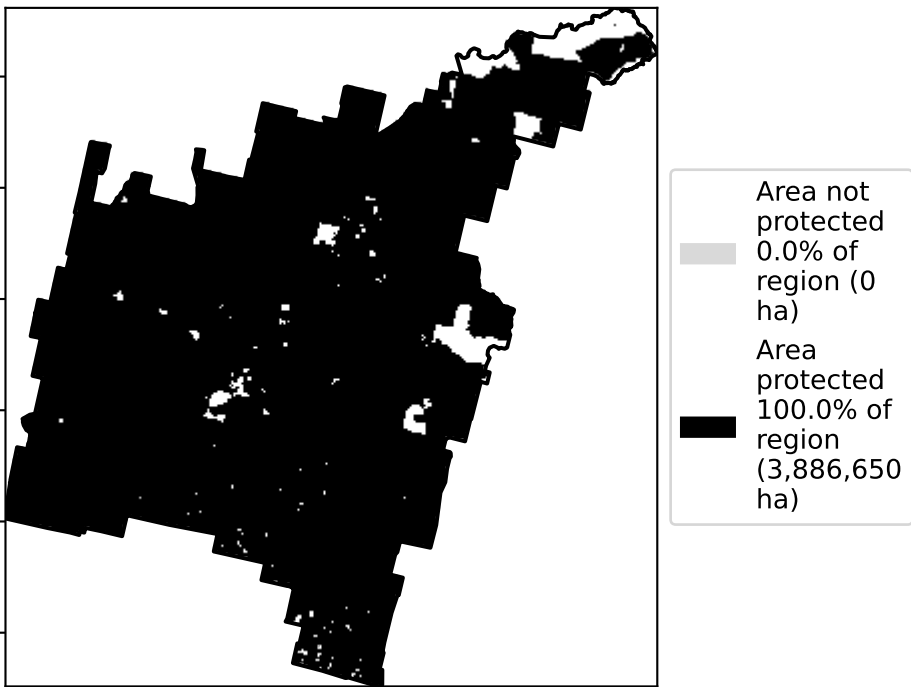 Area not
protected
0.0% of
region (0
ha)
Area
protected
100.0% of
region
(3,886,650
ha)